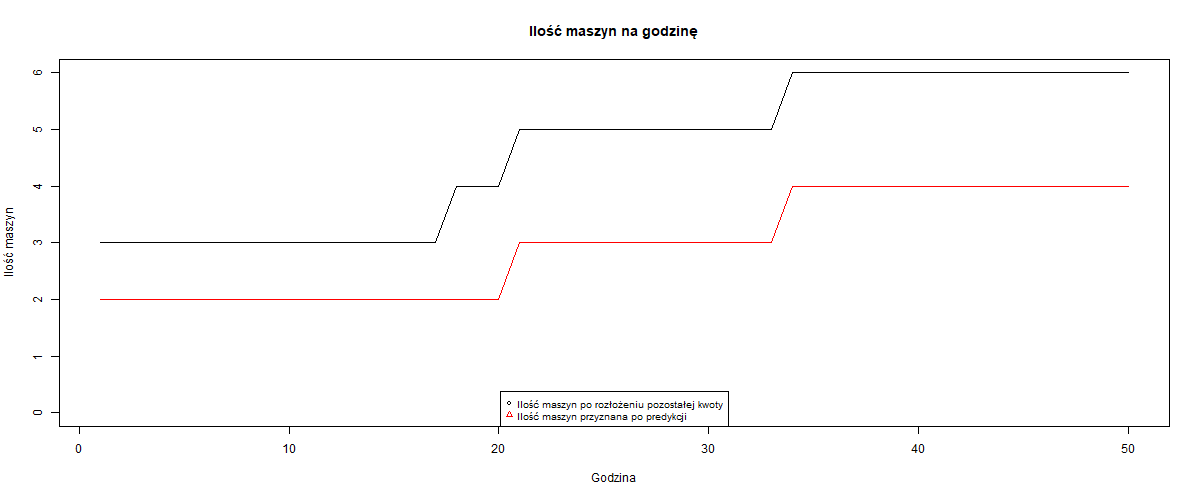 Ilość maszyn na godzinę
Ilość maszyn
6
5
4
3
2
1
0
Ilość maszyn po rozłożeniu pozostałej kwoty
Ilość maszyn przyznana po predykcji
0 10 20 30 40 50
Godzina